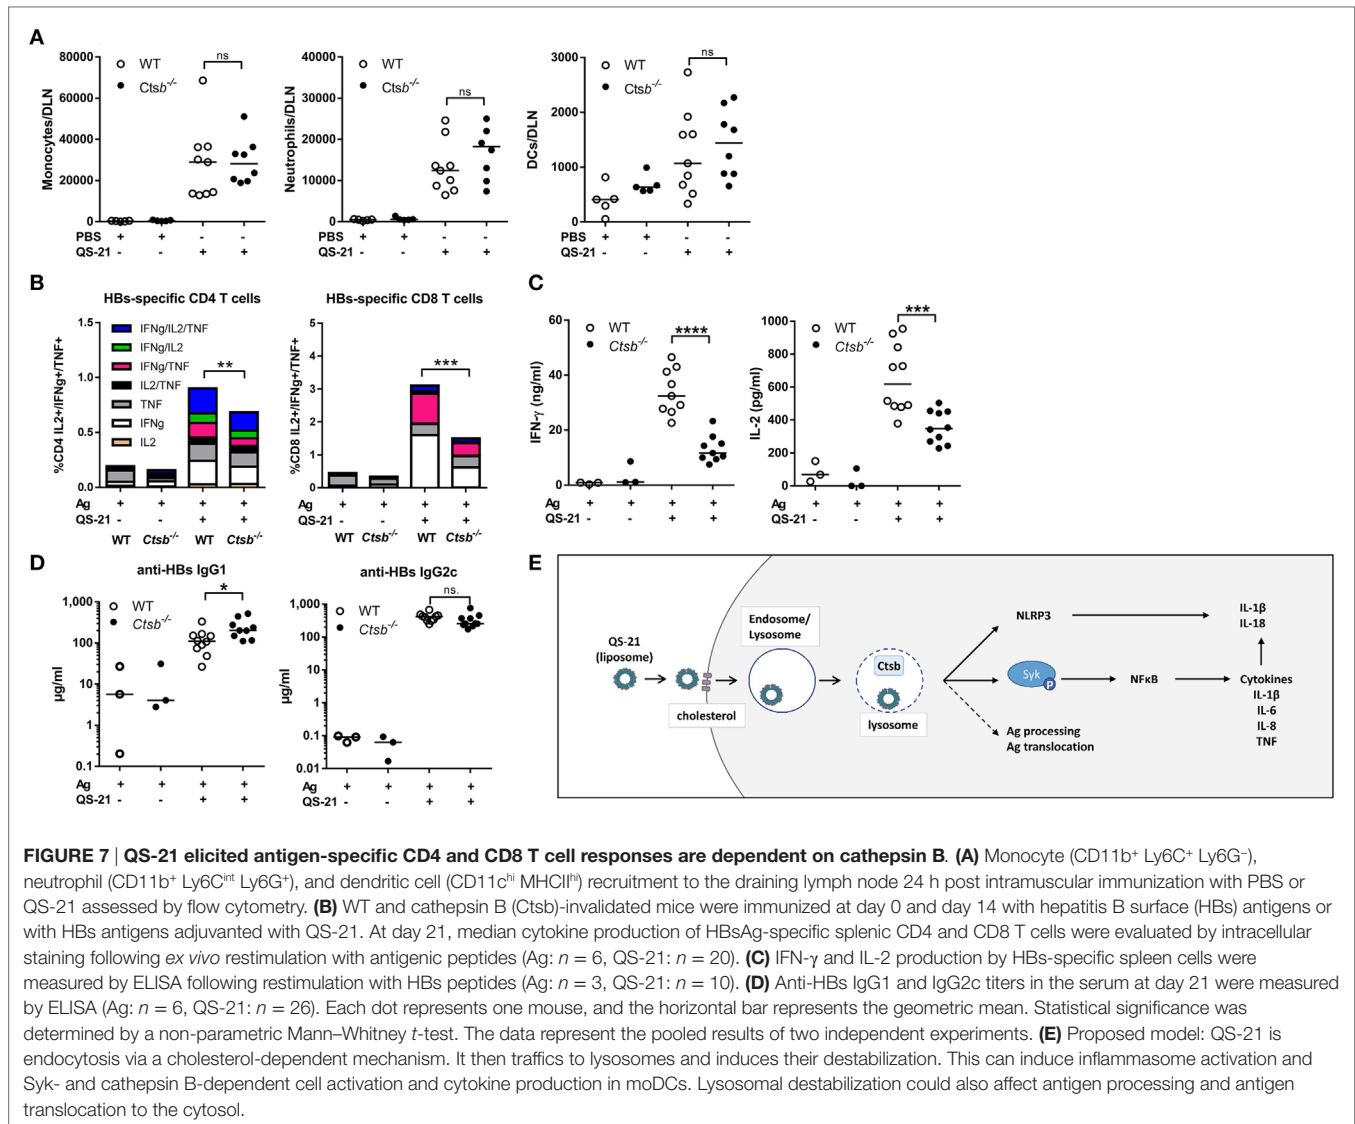 A
80000
60000
40000
20000
0
Monocytes/DLN
WT
Ctsb-/-
ns
PBS + + - -
QS-21 - - + +
40000
30000
20000
10000
0
Neutrophils/DLN
WT
Ctsb-/-
ns
PBS + + - -
QS-21 - - + +
3000
2000
1000
0
DCs/DLN
WT
Ctsb-/-
ns
PBS + + - -
QS-21 - - + +
B
HBs-specific CD4 T cells
1.5
1.0
0.5
0.0
%CD4 IL2+/IFNg+/TNF+
IFNg/IL2/TNF
IFNg/IL2
IFNg/TNF
IL2/TNF
TNF
IFNg
IL2
**
Ag + + + +
QS-21 - - + +
WT Ctsb-/- WT Ctsb-/-
HBs-specific CD8 T cells
5
4
3
2
1
0
%CD8 IL2+/IFNg+/TNF+
***
Ag + + + +
QS-21 - - + +
WT Ctsb-/- WT Ctsb-/-
C
60
40
20
0
IFN-γ (ng/ml)
WT
Ctsb-/-
****
Ag + + + +
QS-21 - - + +
1000
800
600
400
200
0
IL-2 (pg/ml)
WT
Ctsb-/-
***
Ag + + + +
QS-21 - - + +
D
anti-HBs IgG1
1,000
100
10
1
0.1
µg/ml
WT
Ctsb-/-
*
Ag + + + +
QS-21 - - + +
anti-HBs IgG2c
1,000
100
10
1
0.1
0.01
µg/ml
WT
Ctsb-/-
ns.
Ag + + + +
QS-21 - - + +
E
QS-21
(liposome)
cholesterol
Endosome/
Lysosome
Ctsb
lysosome
NLRP3
Syk
P
NFκB
Ag processing
Ag translocation
IL-1β
IL-18
Cytokines
IL-1β
IL-6
IL-8
TNF
FIGURE 7 | QS-21 elicited antigen-specific CD4 and CD8 T cell responses are dependent on cathepsin B. (A) Monocyte (CD11b+ Ly6C+ Ly6G−),
neutrophil (CD11b+ Ly6Cint Ly6G+), and dendritic cell (CD11chi MHCIIhi) recruitment to the draining lymph node 24 h post intramuscular immunization with PBS or
QS-21 assessed by flow cytometry. (B) WT and cathepsin B (Ctsb)-invalidated mice were immunized at day 0 and day 14 with hepatitis B surface (HBs) antigens or
with HBs antigens adjuvanted with QS-21. At day 21, median cytokine production of HBsAg-specific splenic CD4 and CD8 T cells were evaluated by intracellular
staining following ex vivo restimulation with antigenic peptides (Ag: n = 6, QS-21: n = 20). (C) IFN-γ and IL-2 production by HBs-specific spleen cells were
measured by ELISA following restimulation with HBs peptides (Ag: n = 3, QS-21: n = 10). (D) Anti-HBs IgG1 and IgG2c titers in the serum at day 21 were measured
by ELISA (Ag: n = 6, QS-21: n = 26). Each dot represents one mouse, and the horizontal bar represents the geometric mean. Statistical significance was
determined by a non-parametric Mann–Whitney t-test. The data represent the pooled results of two independent experiments. (E) Proposed model: QS-21 is
endocytosis via a cholesterol-dependent mechanism. It then traffics to lysosomes and induces their destabilization. This can induce inflammasome activation and
Syk- and cathepsin B-dependent cell activation and cytokine production in moDCs. Lysosomal destabilization could also affect antigen processing and antigen
translocation to the cytosol.